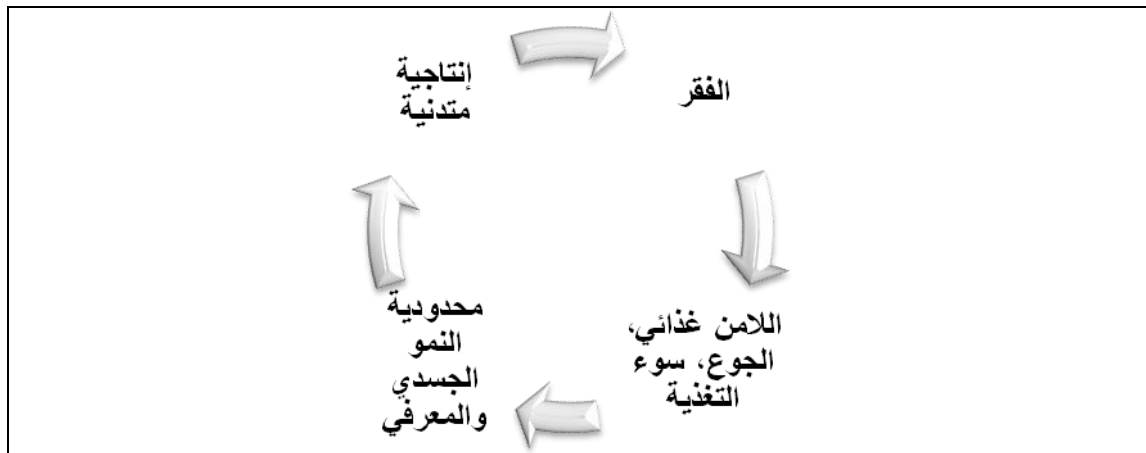 الفقر
اللامن غذائي،
الجوع، سوء
التغذية
محدودية
النمو
الجسدي
والمعرفي
إنتاجية
متدنية